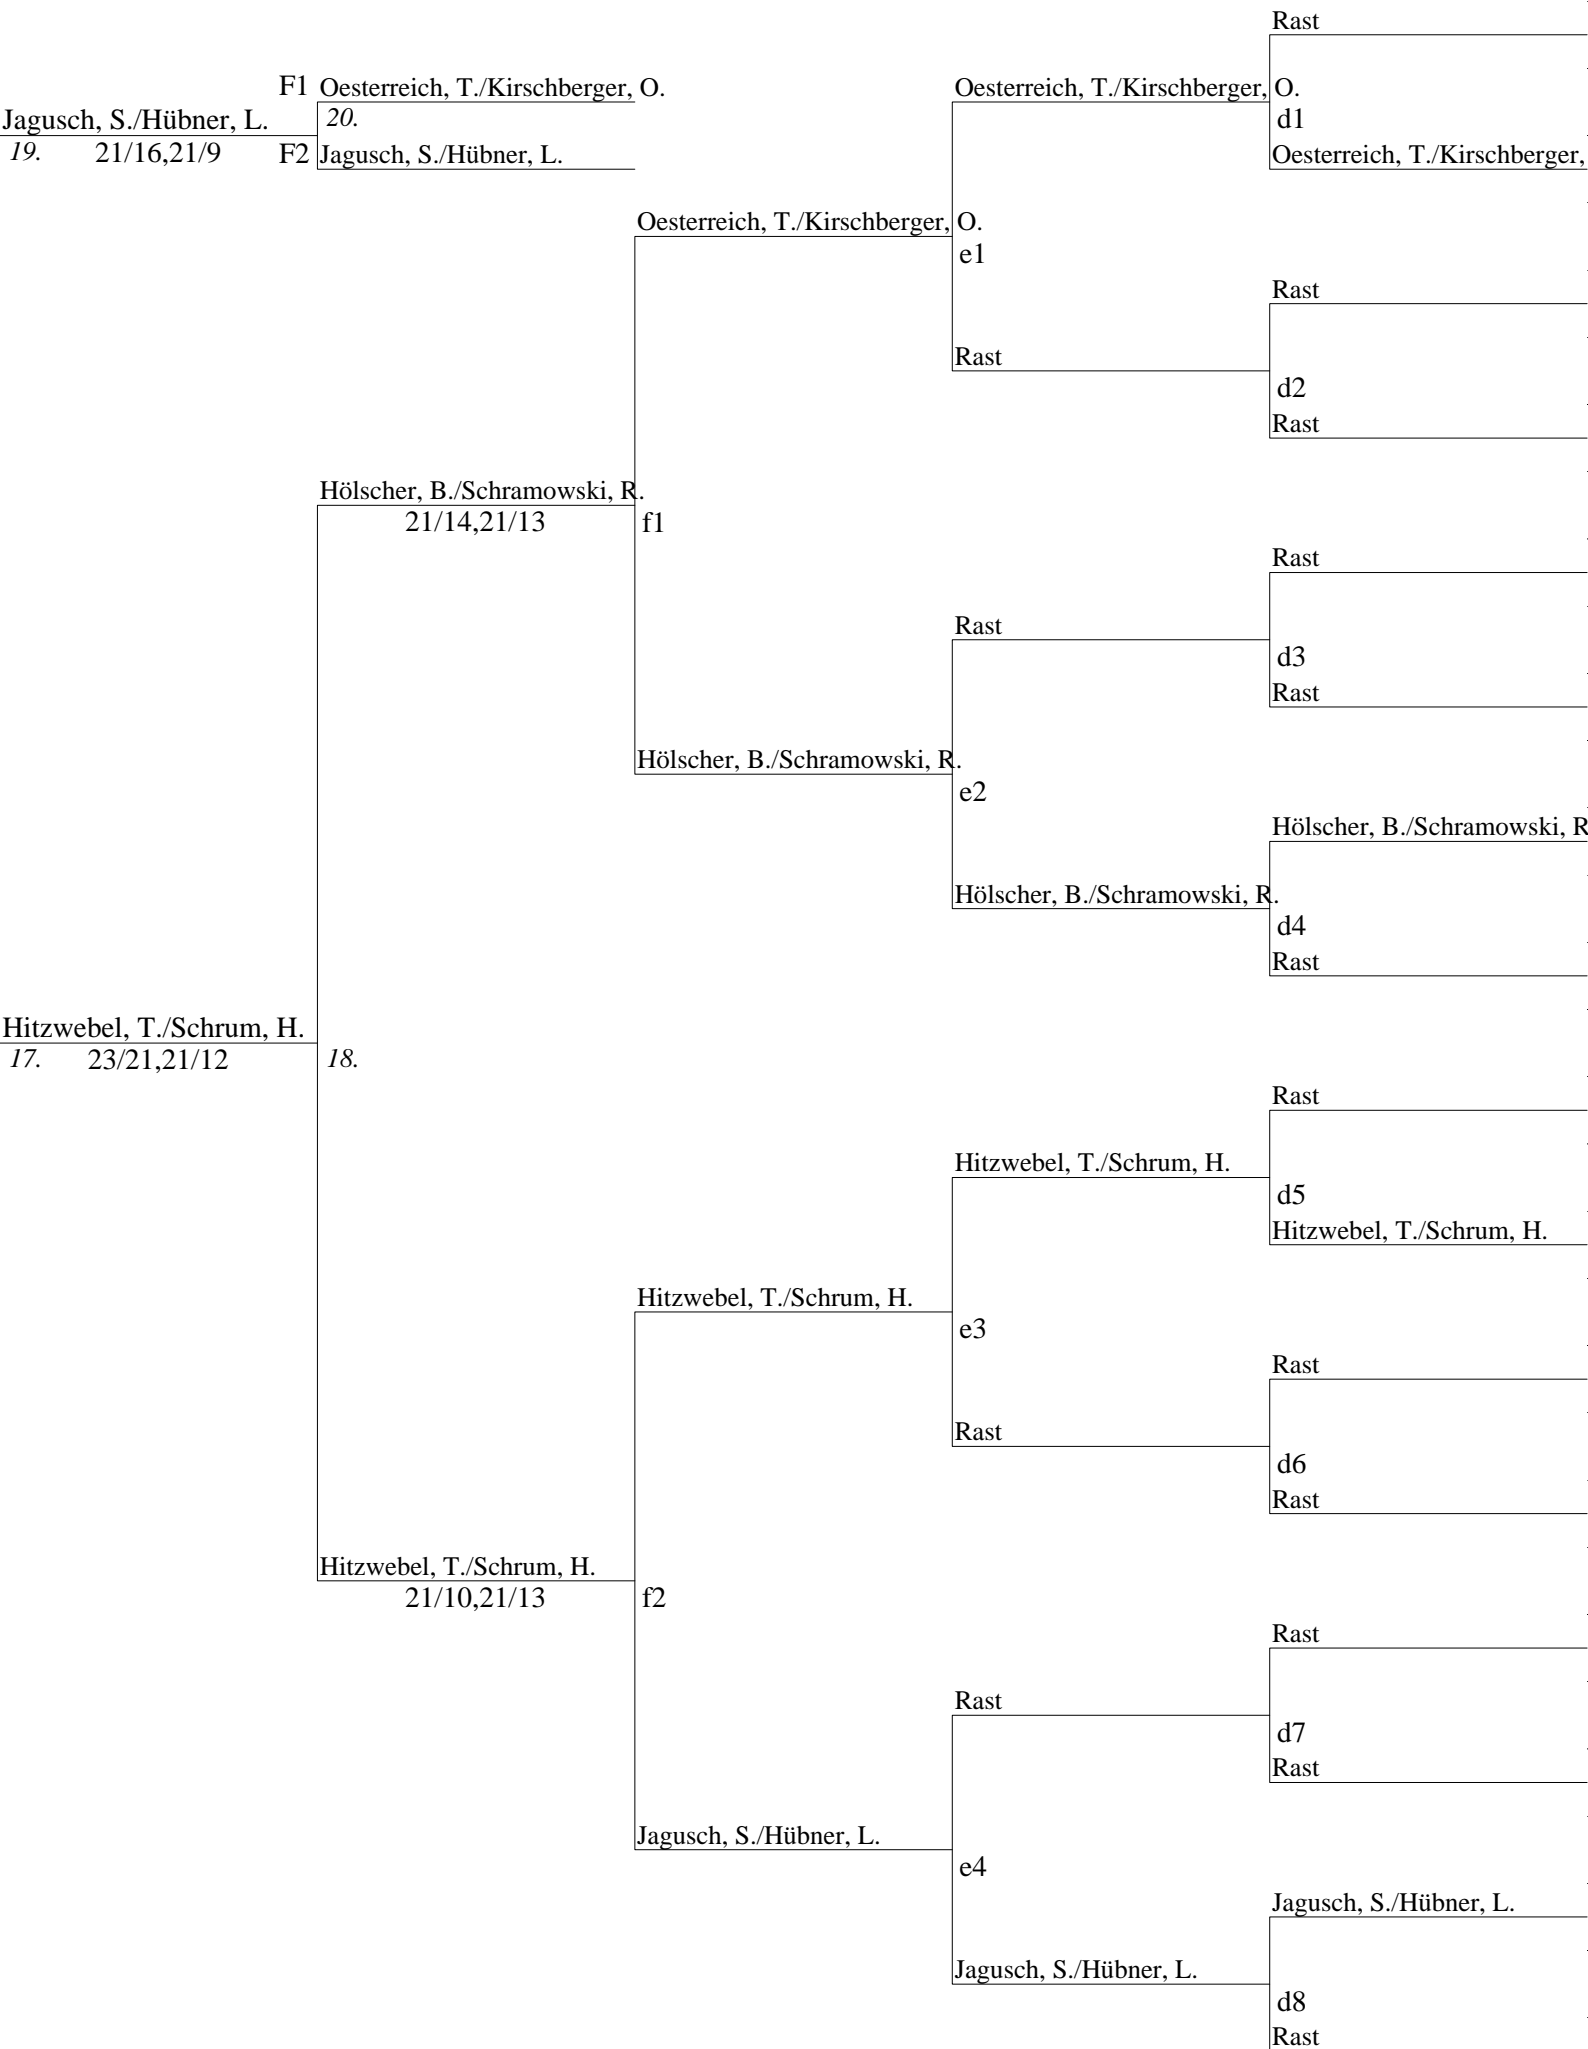 Rast
F1 Oesterreich, T./Kirschberger, O.
Oesterreich, T./Kirschberger, O.
Jagusch, S./Hübner, L.
20.
d1
19. 21/16,21/9
F2 Jagusch, S./Hübner, L.
Oesterreich, T./Kirschberger,
Oesterreich, T./Kirschberger, O.
e1
Rast
Rast
d2
Rast
Hölscher, B./Schramowski, R.
21/14,21/13
f1
Rast
Rast
d3
Rast
Hölscher, B./Schramowski, R.
e2
Hölscher, B./Schramowski, R
Hölscher, B./Schramowski, R.
d4
Rast
Hitzwebel, T./Schrum, H.
17. 23/21,21/12
18.
Rast
Hitzwebel, T./Schrum, H.
d5
Hitzwebel, T./Schrum, H.
Hitzwebel, T./Schrum, H.
e3
Rast
Rast
d6
Rast
Hitzwebel, T./Schrum, H.
21/10,21/13
f2
Rast
Rast
d7
Rast
Jagusch, S./Hübner, L.
e4
Jagusch, S./Hübner, L.
Jagusch, S./Hübner, L.
d8
Rast